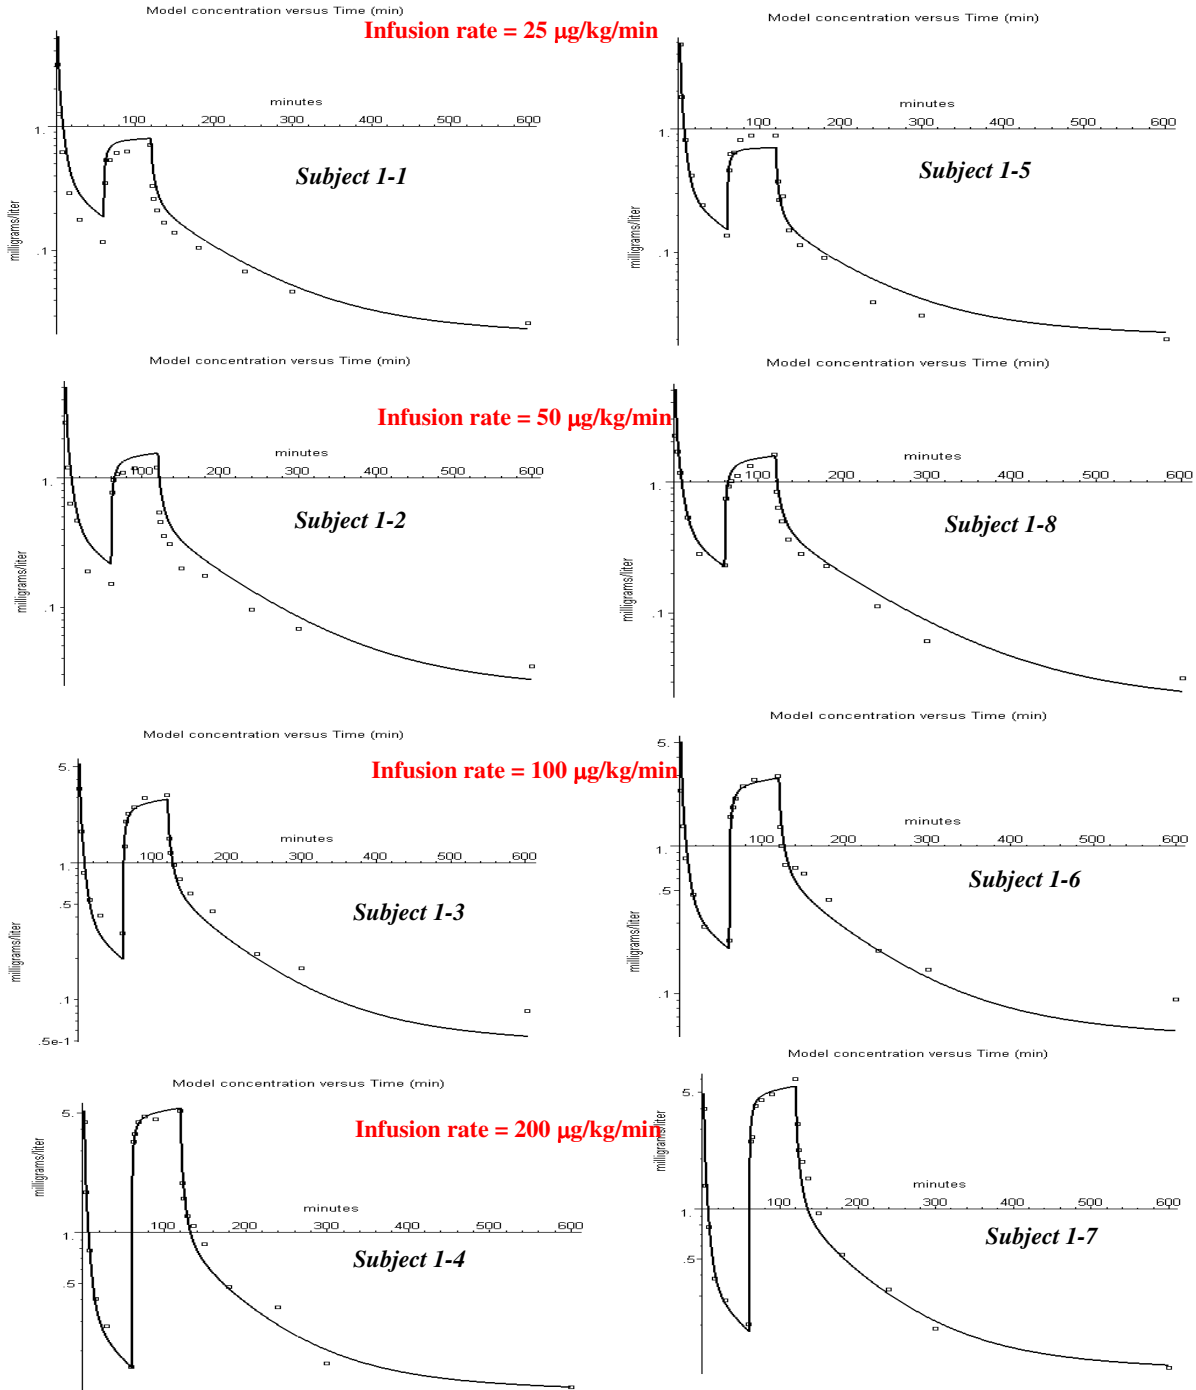 Model concentration versus Time (min)
Infusion rate = 25 μg/kg/min
minutes
100 200 300 400 500 600
1.
.1
milligrams/liter
Subject 1-1
Model concentration versus Time (min)
minutes
100 200 300 400 500 600
1.
.1
milligrams/liter
Subject 1-5
Model concentration versus Time (min)
Infusion rate = 50 μg/kg/min
minutes
100 200 300 400 500 600
1.
.1
milligrams/liter
Subject 1-2
Model concentration versus Time (min)
minutes
100 200 300 400 500 600
1.
.1
milligrams/liter
Subject 1-8
Model concentration versus Time (min)
Infusion rate = 100 μg/kg/min
5.
minutes
100 200 300 400 500 600
1.
.5
.1
.5e-1
milligrams/liter
Subject 1-3
Model concentration versus Time (min)
5.
minutes
100 200 300 400 500 600
1.
.5
.1
milligrams/liter
Subject 1-6
Model concentration versus Time (min)
Infusion rate = 200 μg/kg/min
5.
milligrams/liter
minutes
100 200 300 400 500 600
1.
.5
Subject 1-4
Model concentration versus Time (min)
5.
milligrams/liter
minutes
100 200 300 400 500 600
1.
.5
Subject 1-7